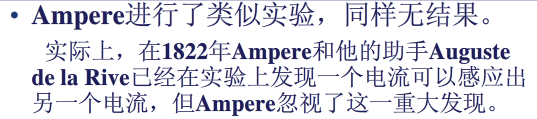 • Ampere进行了类似实验，同样无结果。
实际上，在1822年Ampere和他的助手Auguste
de la Rive已经在实验上发现一个电流可以感应出
另一个电流，但Ampere忽视了这一重大发现。